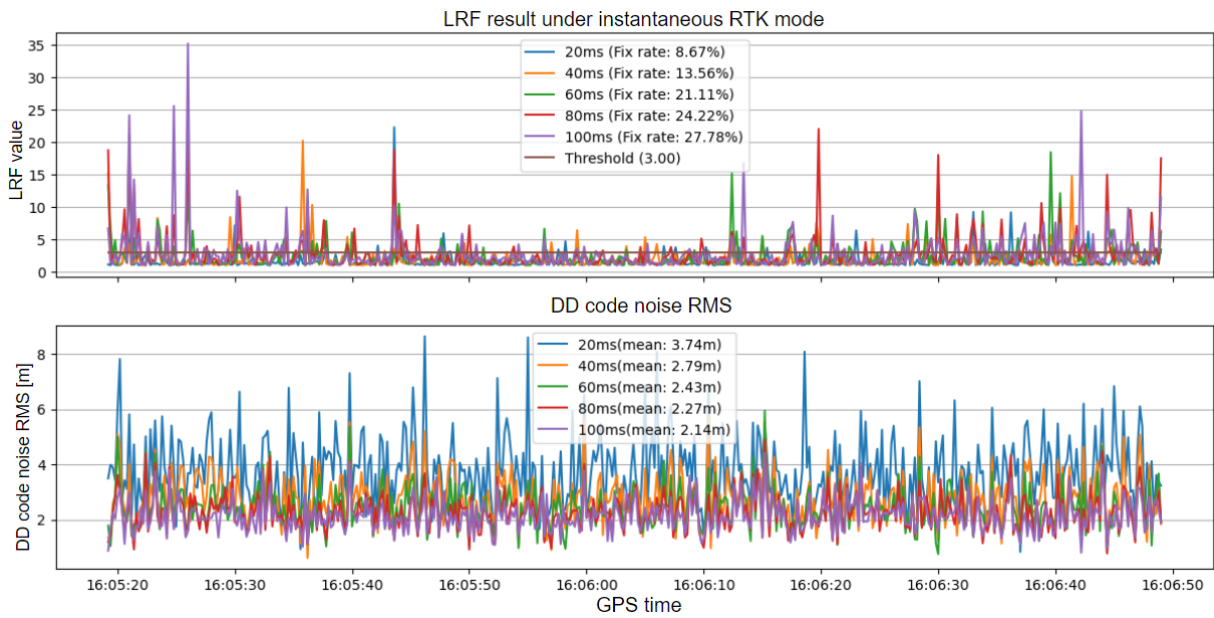 LRF result under instantaneous RTK mode
LRF value
35
30
25
20
15
10
5
0
20ms (Fix rate: 8.67%)
40ms (Fix rate: 13.56%)
60ms (Fix rate: 21.11%)
80ms (Fix rate: 24.22%)
100ms (Fix rate: 27.78%)
Threshold (3.00)
DD code noise RMS
DD code noise RMS [m]
8
6
4
2
20ms(mean: 3.74m)
40ms(mean: 2.79m)
60ms(mean: 2.43m)
80ms(mean: 2.27m)
100ms(mean: 2.14m)
16:05:20 16:05:30 16:05:40 16:05:50 16:06:00 16:06:10 16:06:20 16:06:30 16:06:40 16:06:50
GPS time